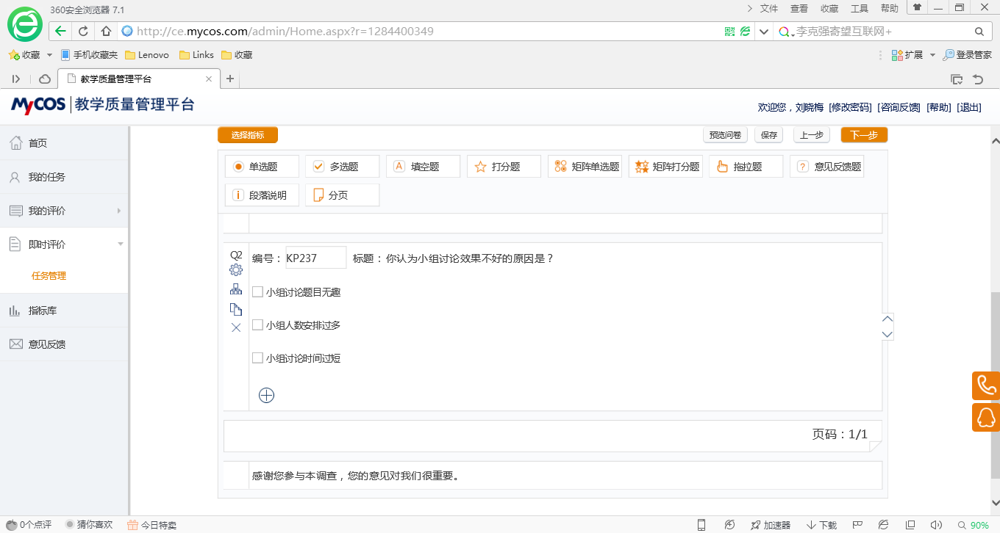 360安全浏览器 7.1
文件 查看 收藏 工具 帮助
http://ce.mycos.com/admin/Home.aspx?r=1284400349
李克强寄望互联网+
收藏 手机收藏夹 Lenovo Links 收藏
扩展 登录管家
教学质量管理平台
MyCOS 教学质量管理平台
欢迎您，刘晓梅 [修改密码] [咨询反馈] [帮助] [退出]
首页
我的任务
我的评价
即时评价
任务管理
指标库
意见反馈
选择指标
预览问卷 保存 上一步 下一步
单选题 多选题 填空题 打分题 矩阵单选题 矩阵打分题 拖拉题 意见反馈题
段落说明 分页
Q2 编号： KP237 标题： 你认为小组讨论效果不好的原因是？
小组讨论题目无趣
小组人数安排过多
小组讨论时间过短
页码：1/1
感谢您参与本调查，您的意见对我们很重要。
0个点评 猜你喜欢 今日特卖
加速器 下载 90%